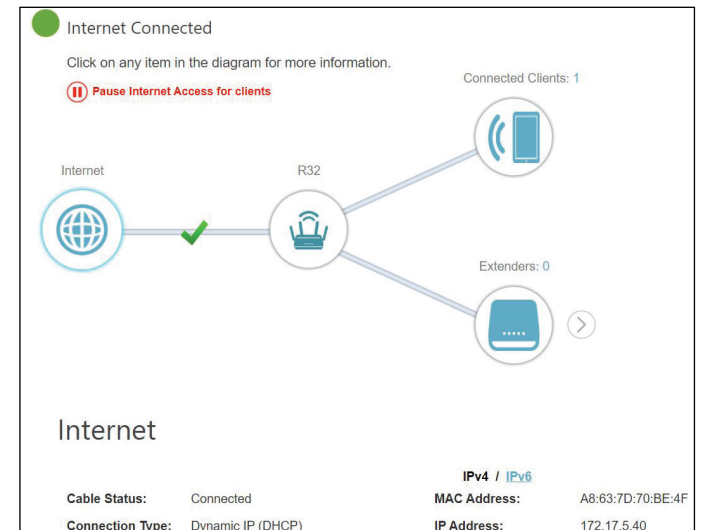 Internet Connected
Click on any item in the diagram for more information.
Pause Internet Access for clients
Connected Clients: 1
Internet
R32
Extenders: 0
Internet
IPv4 / IPv6
Cable Status: Connected
MAC Address: A8:63:7D:70:BE:4F
Connection Type: Dynamic IP (DHCP)
IP Address: 172.17.5.40